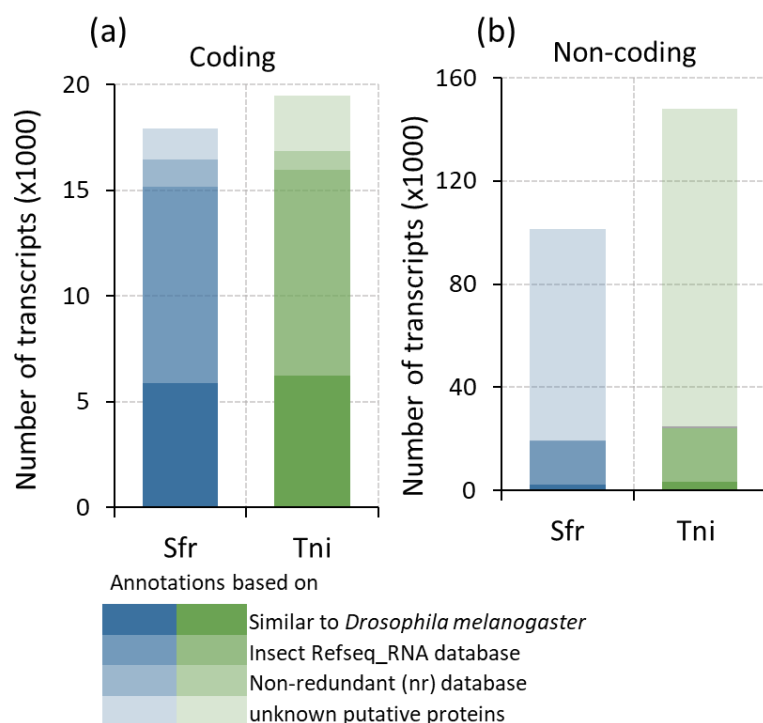 (a)
Coding
Number of transcripts (x1000)
20
15
10
5
0
Sfr
Tni
(b)
Non-coding
Number of transcripts (x1000)
160
120
80
40
0
Sfr
Tni
Annotations based on
Similar to Drosophila melanogaster
Insect Refseq_RNA database
Non-redundant (nr) database
unknown putative proteins